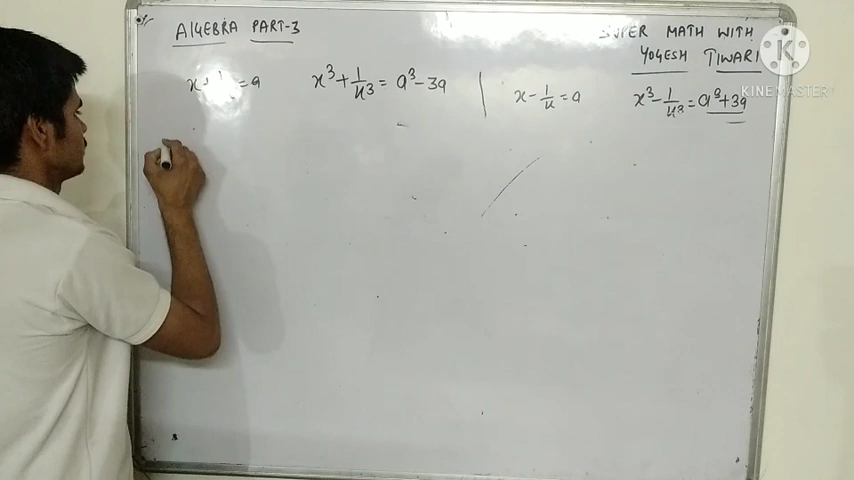 ALGEBRA PART-3
SUPER MATH WITH
YOGESH TIWARI
x + 1/x = a
x³ + 1/x³ = a³ - 3a
x - 1/x = a
x³ - 1/x³ = a³ + 3a
K
KINEMASTER